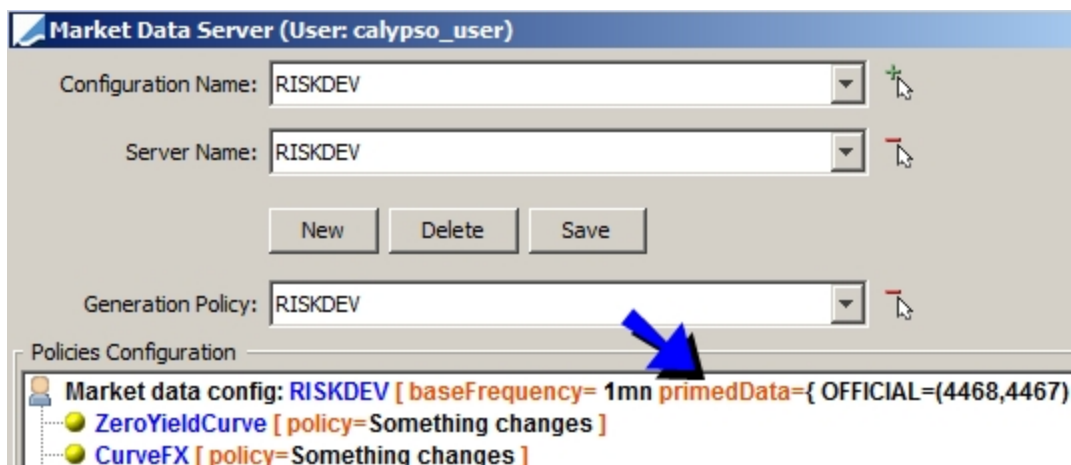 Market Data Server (User: calypso_user)
Configuration Name: RISKDEV
Server Name: RISKDEV
New Delete Save
Generation Policy: RISKDEV
Policies Configuration
Market data config: RISKDEV [ baseFrequency= 1mn primedData={ OFFICIAL=(4468,4467)
ZeroYieldCurve [ policy=Something changes ]
CurveFX [ policy=Something changes ]